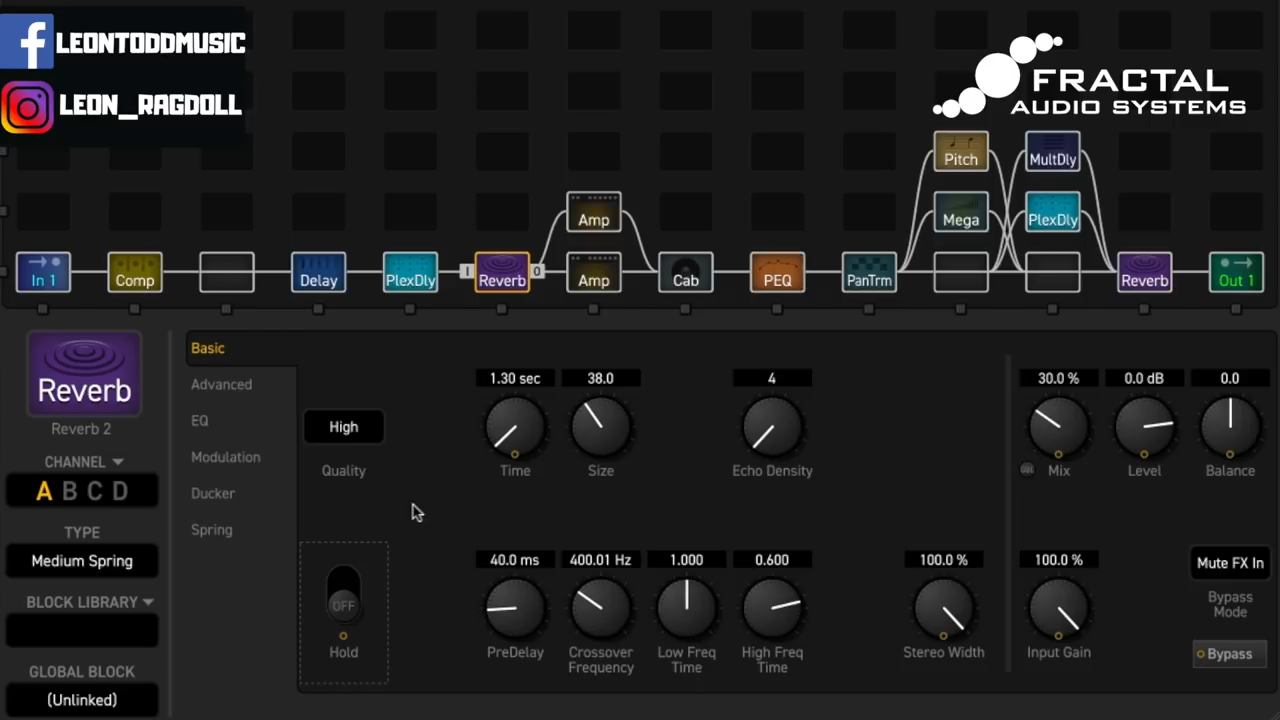 LEONTODDMUSIC
LEON_RAGDOLL
FRACTAL
AUDIO SYSTEMS
Pitch
MultDly
Amp
Mega
PlexDly
In 1
Comp
Delay
PlexDly
I
Reverb
O
Amp
Cab
PEQ
PanTrm
Reverb
Out 1
Reverb
Reverb 2
CHANNEL
A B C D
TYPE
Medium Spring
BLOCK LIBRARY
GLOBAL BLOCK
(Unlinked)
Basic
Advanced
EQ
Modulation
Ducker
Spring
High
Quality
OFF
Hold
1.30 sec
Time
38.0
Size
4
Echo Density
30.0 %
Mix
0.0 dB
Level
0.0
Balance
40.0 ms
PreDelay
400.01 Hz
Crossover
Frequency
1.000
Low Freq
Time
0.600
High Freq
Time
100.0 %
Stereo Width
100.0 %
Input Gain
Mute FX In
Bypass
Mode
Bypass